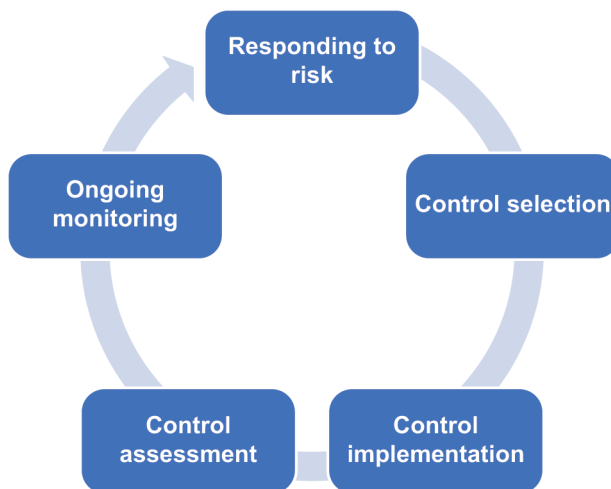 Responding to
risk
Control selection
Control
implementation
Control
assessment
Ongoing
monitoring